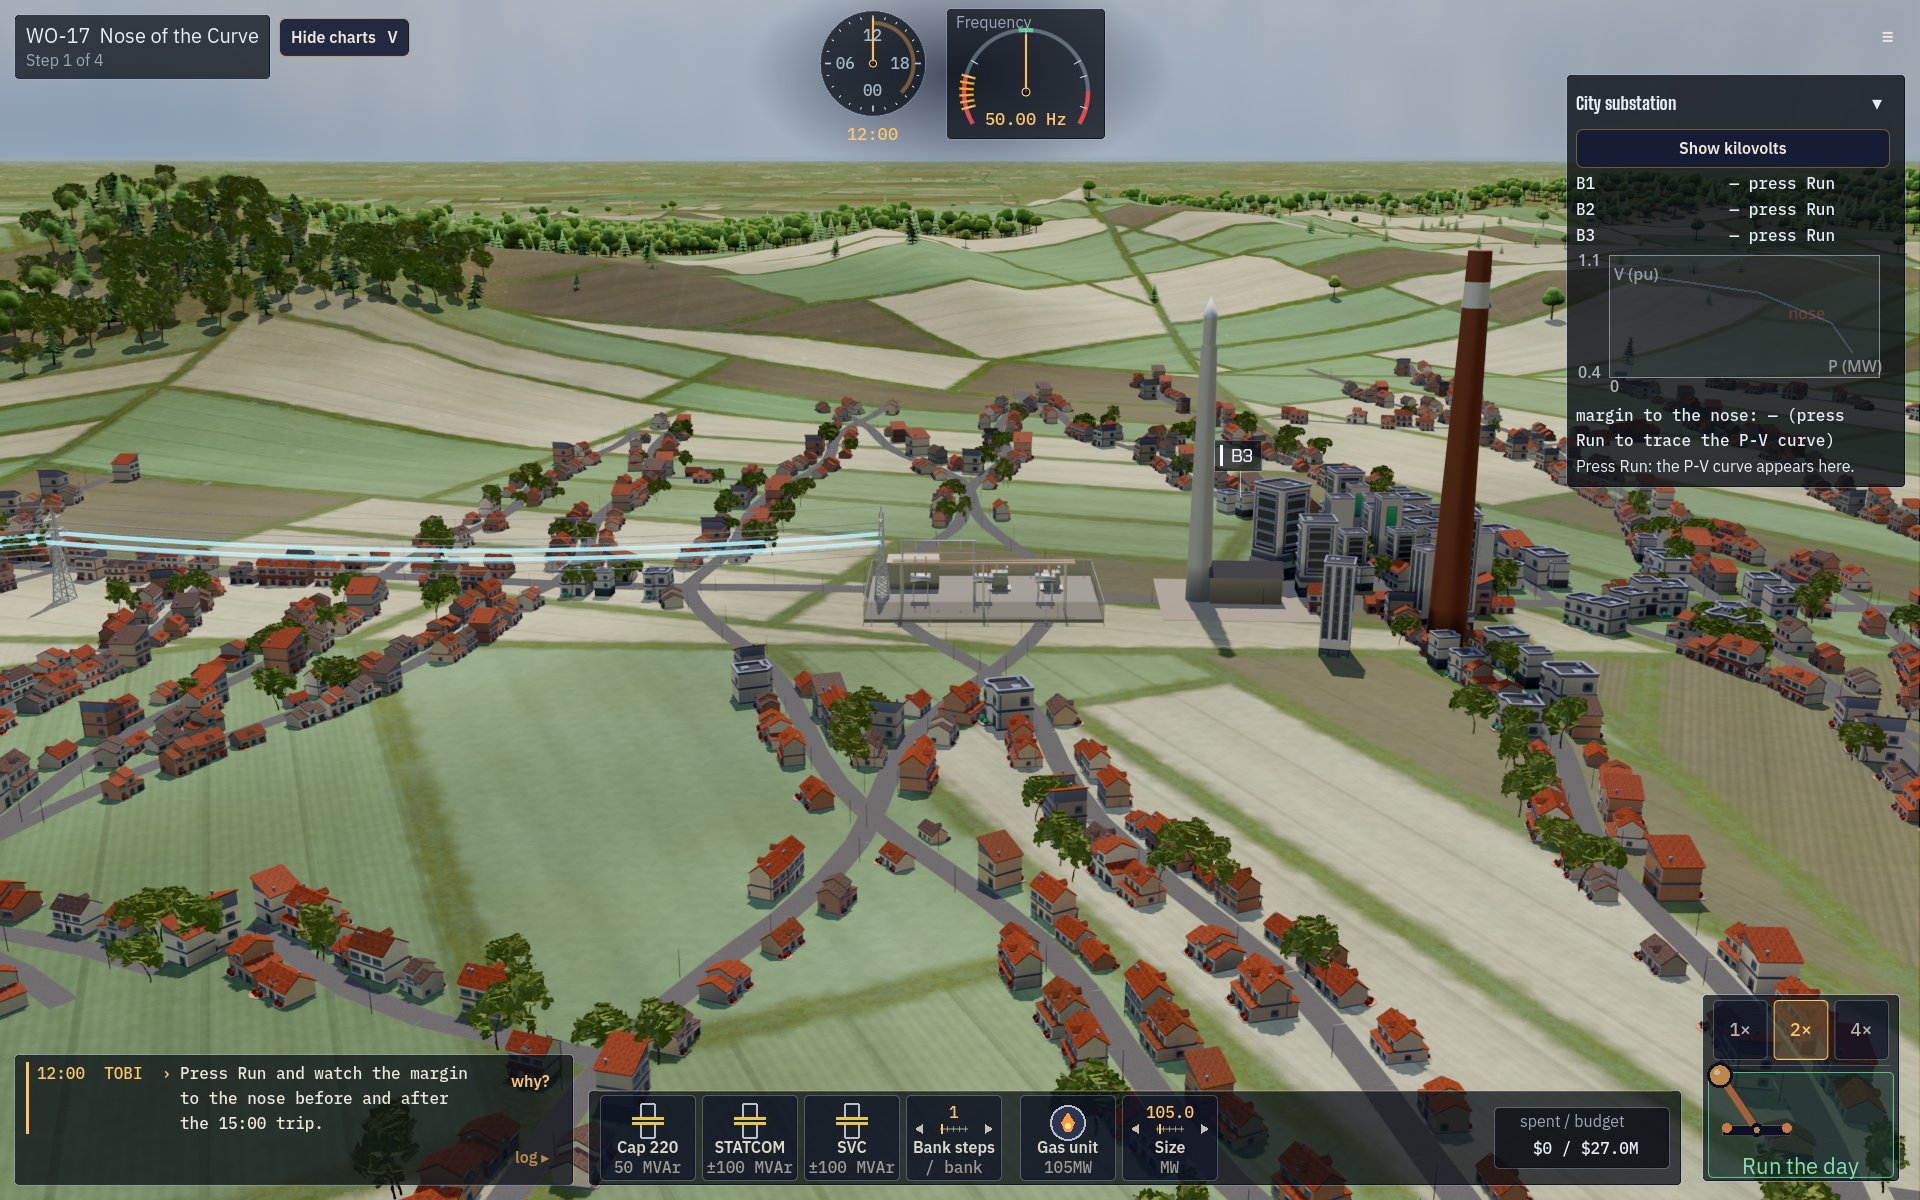 WO-17 Nose of the Curve
Step 1 of 4
Hide charts V
12
06
18
00
12:00
Frequency
50.00 Hz
≡
City substation ▼
Show kilovolts
B1 — press Run
B2 — press Run
B3 — press Run
1.1
V (pu)
nose
P (MW)
0.4
0
margin to the nose: — (press
Run to trace the P-V curve)
Press Run: the P-V curve appears here.
B3
12:00 TOBI › Press Run and watch the margin
to the nose before and after
the 15:00 trip.
why?
log ▸
Cap 220
50 MVAr
STATCOM
±100 MVAr
SVC
±100 MVAr
1
◀ ▶
Bank steps
/ bank
Gas unit
105MW
105.0
◀ ▶
Size
MW
spent / budget
$0 / $27.0M
1×
2×
4×
Run the day